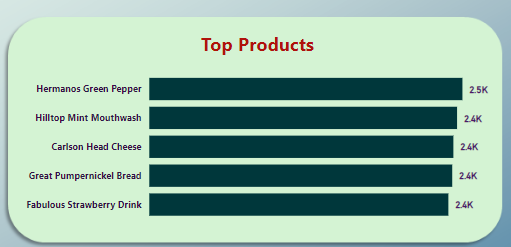 Top Products
Hermanos Green Pepper 2.5K
Hilltop Mint Mouthwash 2.4K
Carlson Head Cheese 2.4K
Great Pumpernickel Bread 2.4K
Fabulous Strawberry Drink 2.4K